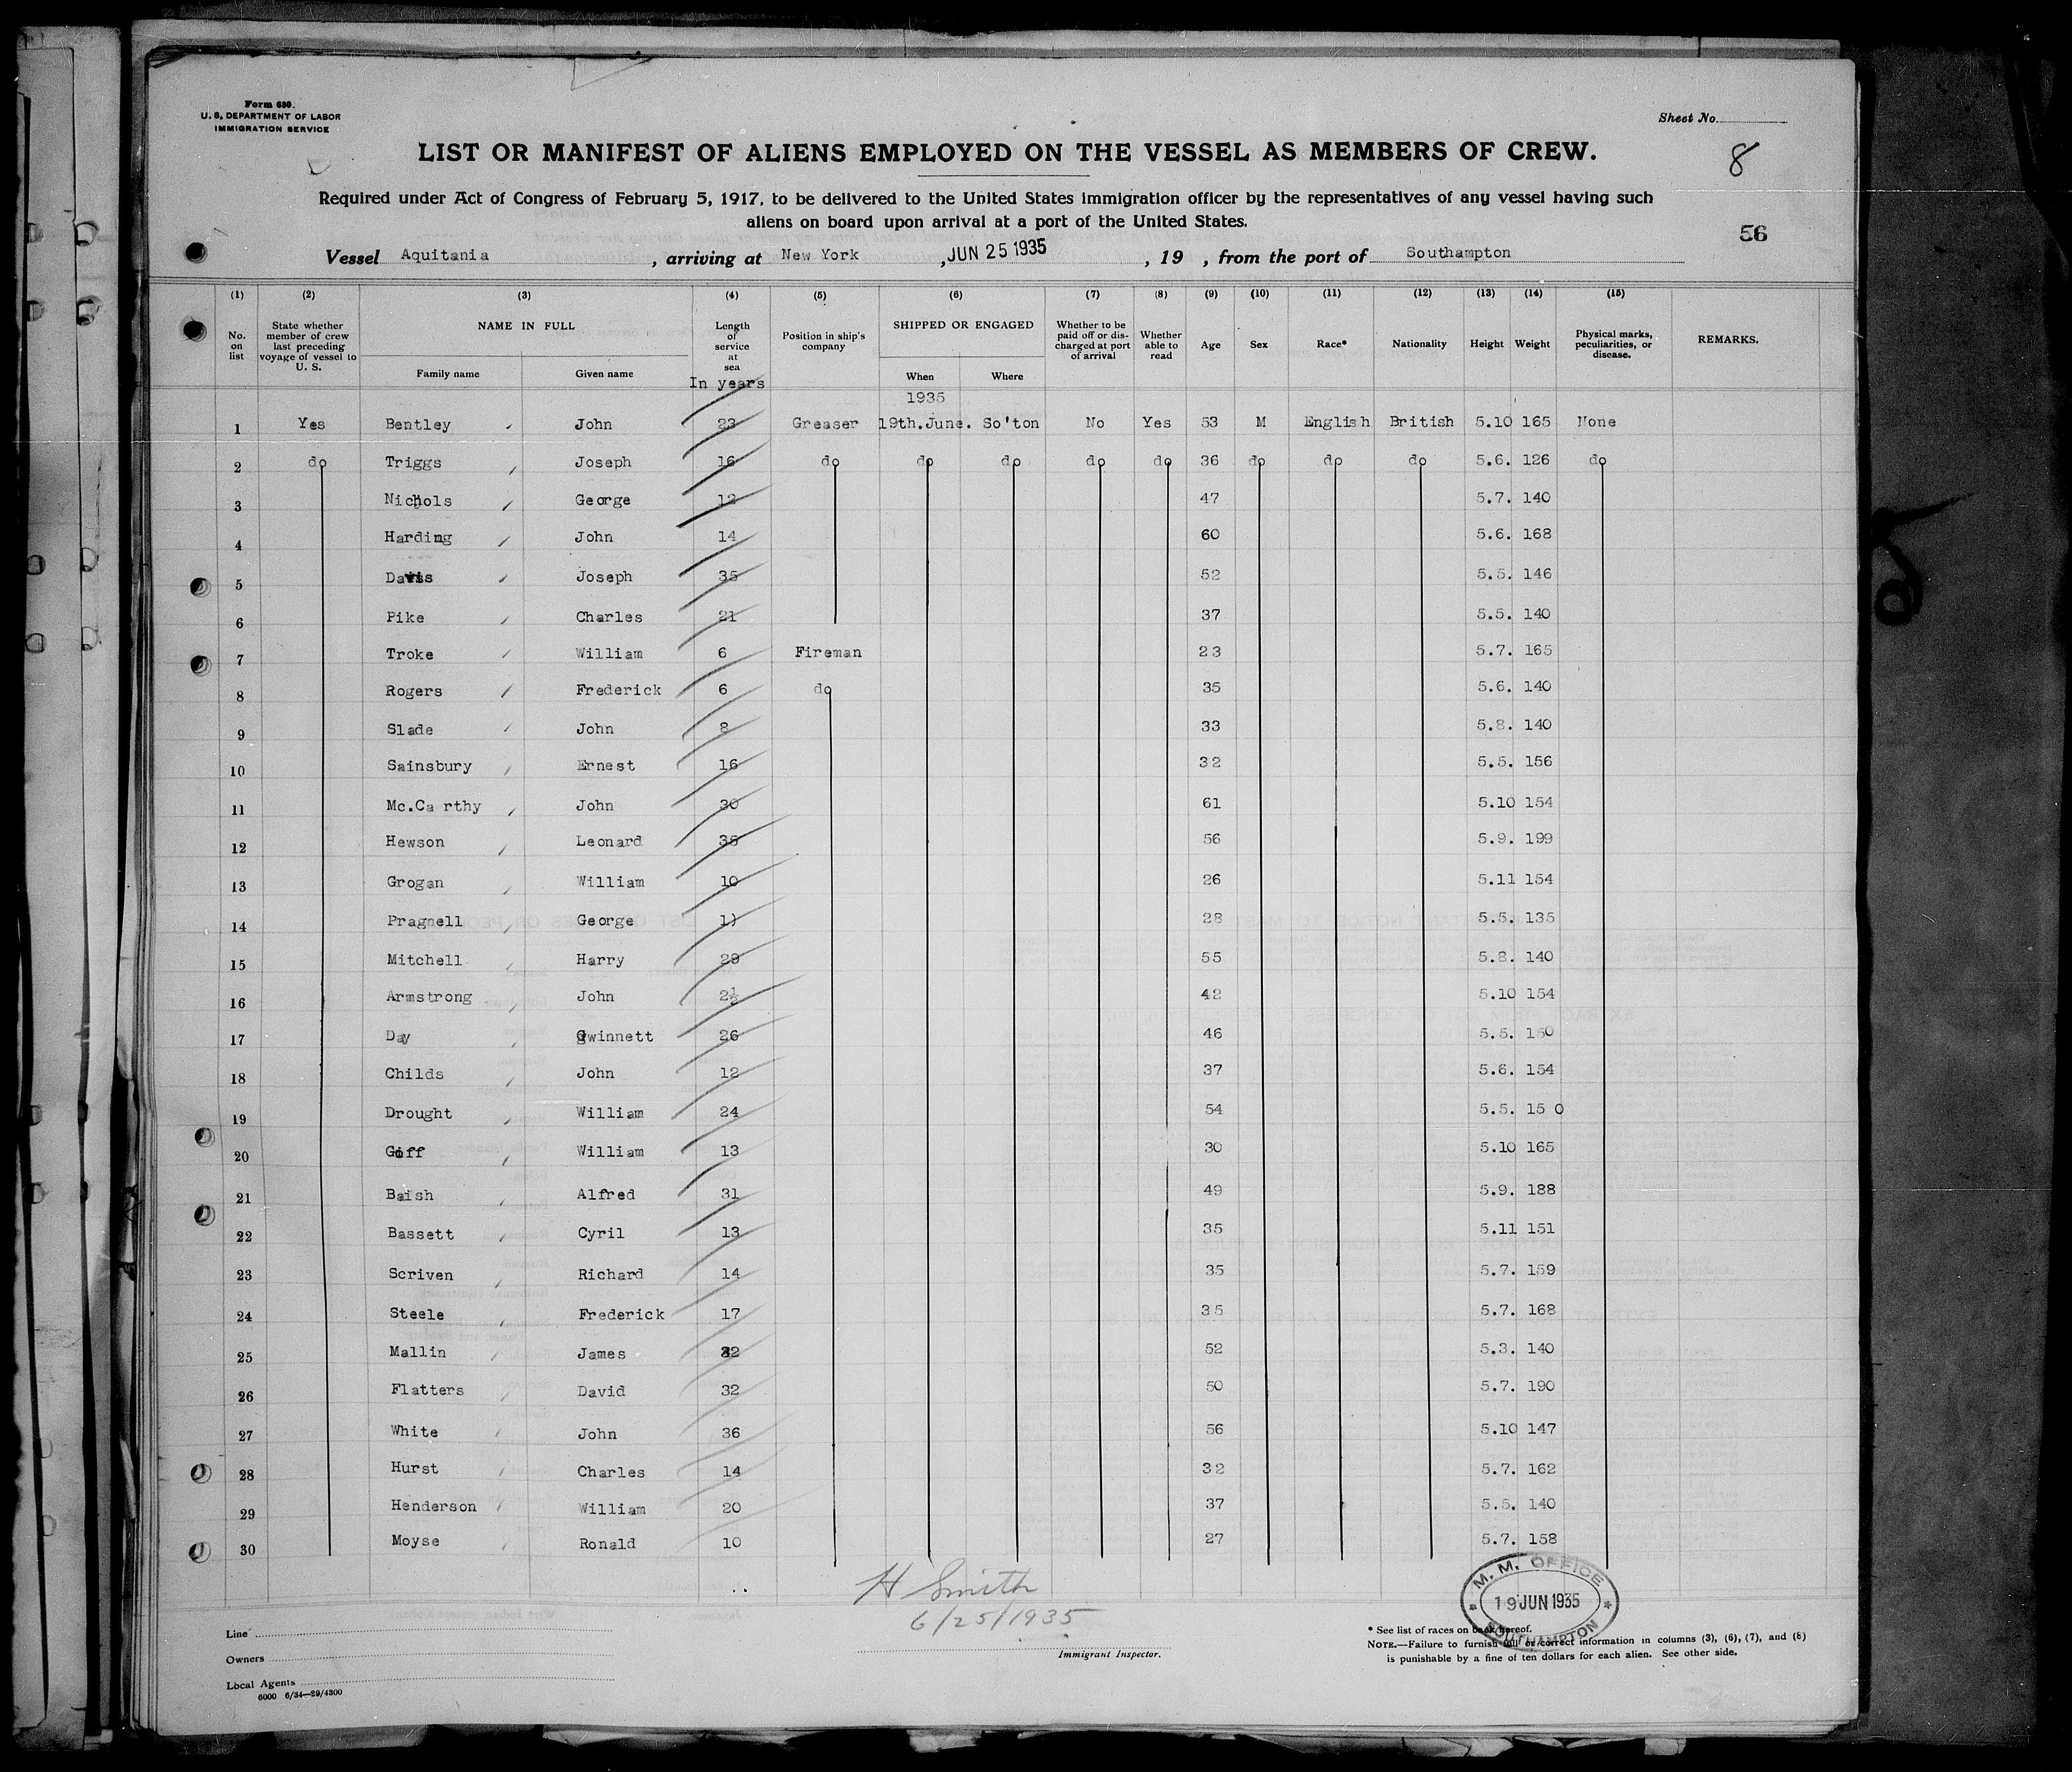 Form 680.
U. S. DEPARTMENT OF LABOR
IMMIGRATION SERVICE
Sheet No.
LIST OR MANIFEST OF ALIENS EMPLOYED ON THE VESSEL AS MEMBERS OF CREW.
8
Required under Act of Congress of February 5, 1917, to be delivered to the United States immigration officer by the representatives of any vessel having such
aliens on board upon arrival at a port of the United States.
56
Vessel Aquitania, arriving at New York, JUN 25 1935, 19 , from the port of Southampton
(1) (2) (3) (4) (5) (6) (7) (8) (9) (10) (11) (12) (13) (14) (15)
No. on list
State whether member of crew last preceding voyage of vessel to U. S.
NAME IN FULL
Family name
Given name
Length of service at sea
In years
Position in ship's company
SHIPPED OR ENGAGED
When
Where
Whether to be paid off or discharged at port of arrival
Whether able to read
Age
Sex
Race*
Nationality
Height
Weight
Physical marks, peculiarities, or disease.
REMARKS.
1935
1 Yes Bentley John 23 Greaser 19th.June. So'ton No Yes 53 M English British 5.10 165 None
2 do Triggs Joseph 16 do do do do do 36 do do do 5.6. 126 do
3 Nichols George 12 47 5.7. 140
4 Harding John 14 60 5.6. 168
5 Davis Joseph 35 52 5.5. 146
6 Pike Charles 21 37 5.5. 140
7 Troke William 6 Fireman 23 5.7. 165
8 Rogers Frederick 6 do 35 5.6. 140
9 Slade John 8 33 5.8. 140
10 Sainsbury Ernest 16 32 5.5. 156
11 Mc.Ca rthy John 30 61 5.10 154
12 Hewson Leonard 35 56 5.9. 199
13 Grogan William 10 26 5.11 154
14 Pragnell George 1) 28 5.5. 135
15 Mitchell Harry 29 55 5.8. 140
16 Armstrong John 2½ 42 5.10 154
17 Day Gwinnett 26 46 5.5. 150
18 Childs John 12 37 5.6. 154
19 Drought William 24 54 5.5. 15 0
20 Goff William 13 30 5.10 165
21 Baish Alfred 31 49 5.9. 188
22 Bassett Cyril 13 35 5.11 151
23 Scriven Richard 14 35 5.7. 159
24 Steele Frederick 17 35 5.7. 168
25 Mallin James 32 52 5.3. 140
26 Flatters David 32 50 5.7. 190
27 White John 36 56 5.10 147
28 Hurst Charles 14 32 5.7. 162
29 Henderson William 20 37 5.5. 140
30 Moyse Ronald 10 27 5.7. 158
H Smith
6/25/1935
Immigrant Inspector.
M. M. OFFICE
19 JUN 1935
SOUTHAMPTON
Line
Owners
Local Agents
6000 6/34—29/4300
* See list of races on back hereof.
NOTE.—Failure to furnish full or correct information in columns (3), (6), (7), and (8)
is punishable by a fine of ten dollars for each alien. See other side.